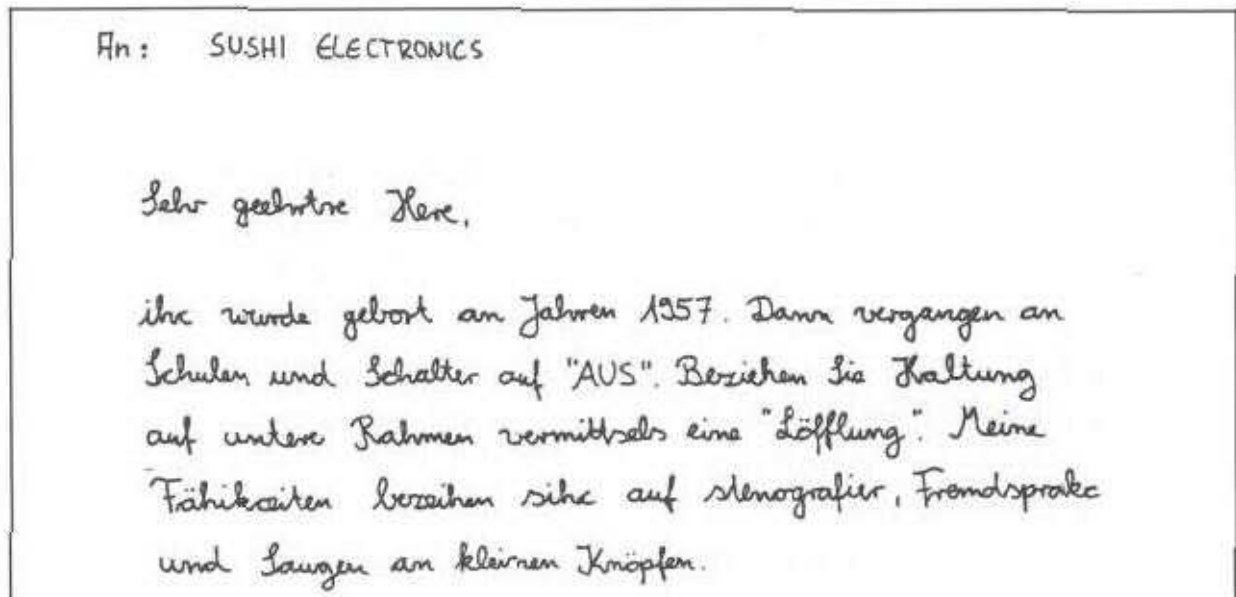 An: SUSHI ELECTRONICS
Sehr geehrtre Here,
ihc wurde gebort an Jahren 1957. Dann vergangen an
Schulen und Schalter auf "AUS". Beziehen Sie Haltung
auf untere Rahmen vermittsels eine "Löfflung". Meine
Fähikeiten bezeihen sihc auf stenografier, Fremdsprake
und Saugen an kleinen Knöpfen.